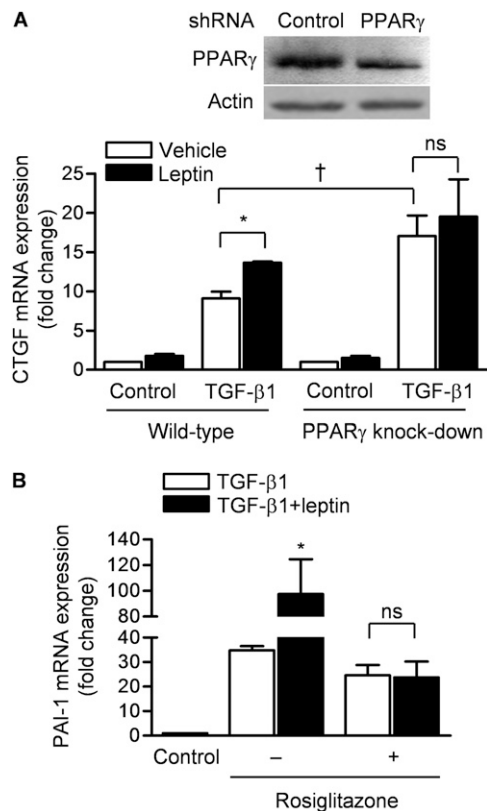 A
shRNA Control PPARγ
PPARγ
Actin
Vehicle
Leptin
CTGF mRNA expression
(fold change)
25
20
15
10
5
0
*
†
ns
Control TGF-β1 Control TGF-β1
Wild-type PPARγ knock-down
B
TGF-β1
TGF-β1+leptin
PAI-1 mRNA expression
(fold change)
140
120
100
80
60
40
30
20
10
0
*
ns
Control – +
Rosiglitazone